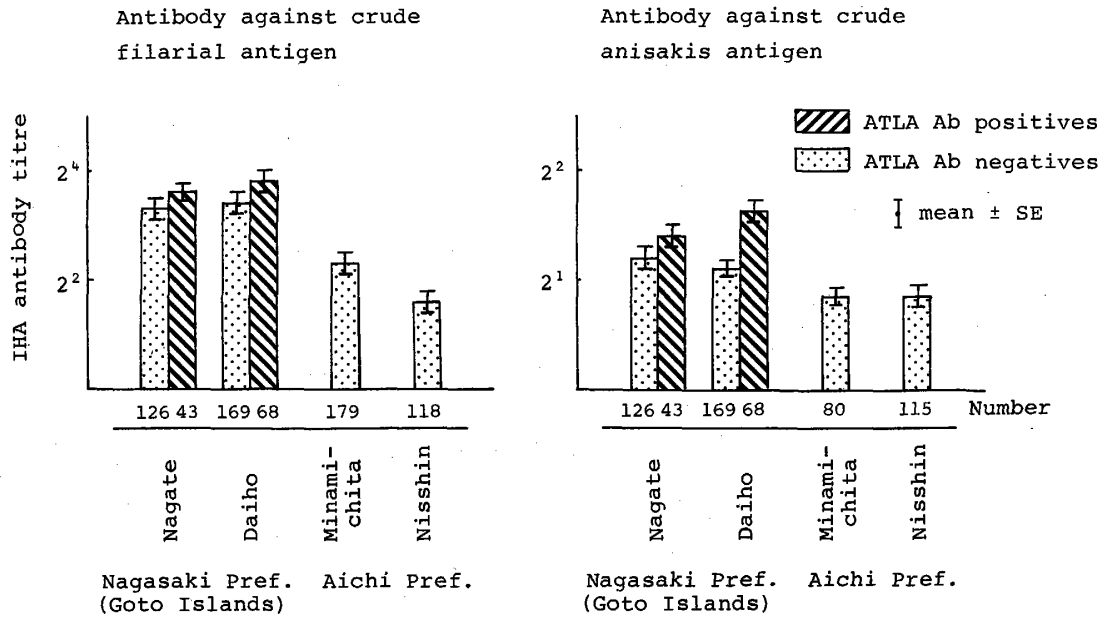 Antibody against crude
filarial antigen
IHA antibody titre
2⁴
2²
126 43 169 68 179 118
Nagate
Daiho
Minami-
chita
Nisshin
Nagasaki Pref. Aichi Pref.
(Goto Islands)
Antibody against crude
anisakis antigen
ATLA Ab positives
ATLA Ab negatives
mean ± SE
2²
2¹
126 43 169 68 80 115 Number
Nagate
Daiho
Minami-
chita
Nisshin
Nagasaki Pref. Aichi Pref.
(Goto Islands)